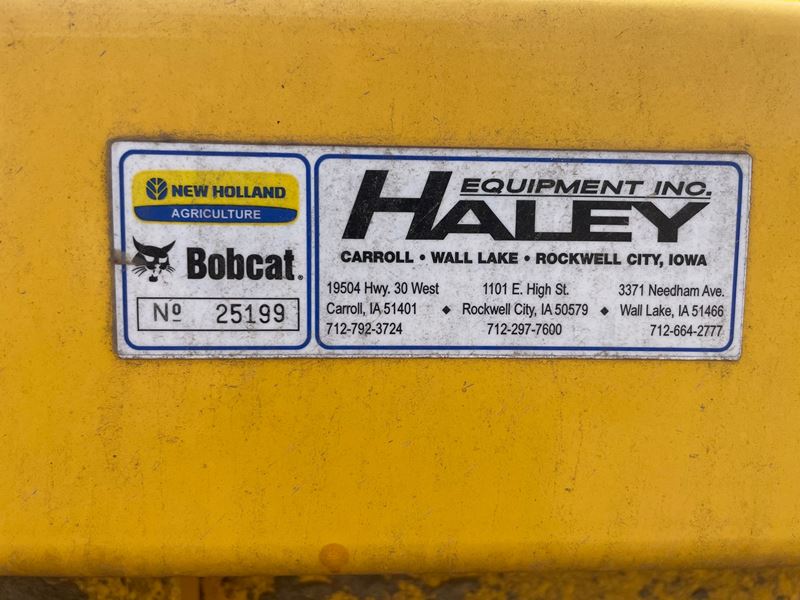 NEW HOLLAND
AGRICULTURE
Bobcat®
Nº 25199
HALEY EQUIPMENT INC.
CARROLL • WALL LAKE • ROCKWELL CITY, IOWA
19504 Hwy. 30 West 1101 E. High St. 3371 Needham Ave.
Carroll, IA 51401 ◆ Rockwell City, IA 50579 ◆ Wall Lake, IA 51466
712-792-3724 712-297-7600 712-664-2777